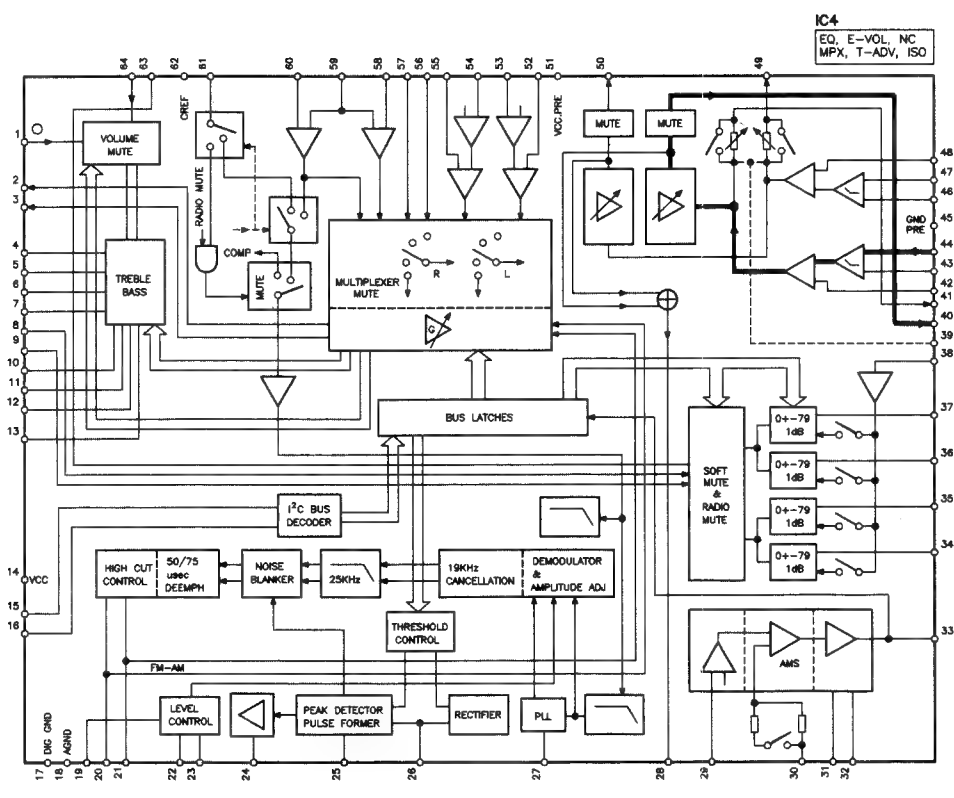 IC4
EQ, E-VOL, NC
MPX, T-ADV, ISO
64
63
62
61
60
59
58
57
56
55
54
53
52
51
50
49
CREF
VCC.PRE
1
VOLUME
MUTE
MUTE
MUTE
2
3
RADIO MUTE
4
5
6
7
8
9
10
11
12
13
TREBLE
BASS
COMP
MUTE
MULTIPLEXER
MUTE
R
L
G
48
47
46
45
GND
PRE
44
43
42
41
40
39
38
BUS LATCHES
37
36
35
34
SOFT
MUTE
&
RADIO
MUTE
0+-79
1dB
0+-79
1dB
0+-79
1dB
0+-79
1dB
I²C BUS
DECODER
14
VCC
15
16
HIGH CUT
CONTROL
50/75
usec
DEEMPH
NOISE
BLANKER
25KHz
19KHz
CANCELLATION
DEMODULATOR
&
AMPLITUDE ADJ
THRESHOLD
CONTROL
33
AMS
FM-AM
LEVEL
CONTROL
PEAK DETECTOR
PULSE FORMER
RECTIFIER
PLL
DIG GND
AGND
17
18
19
20
21
22
23
24
25
26
27
28
29
30
31
32